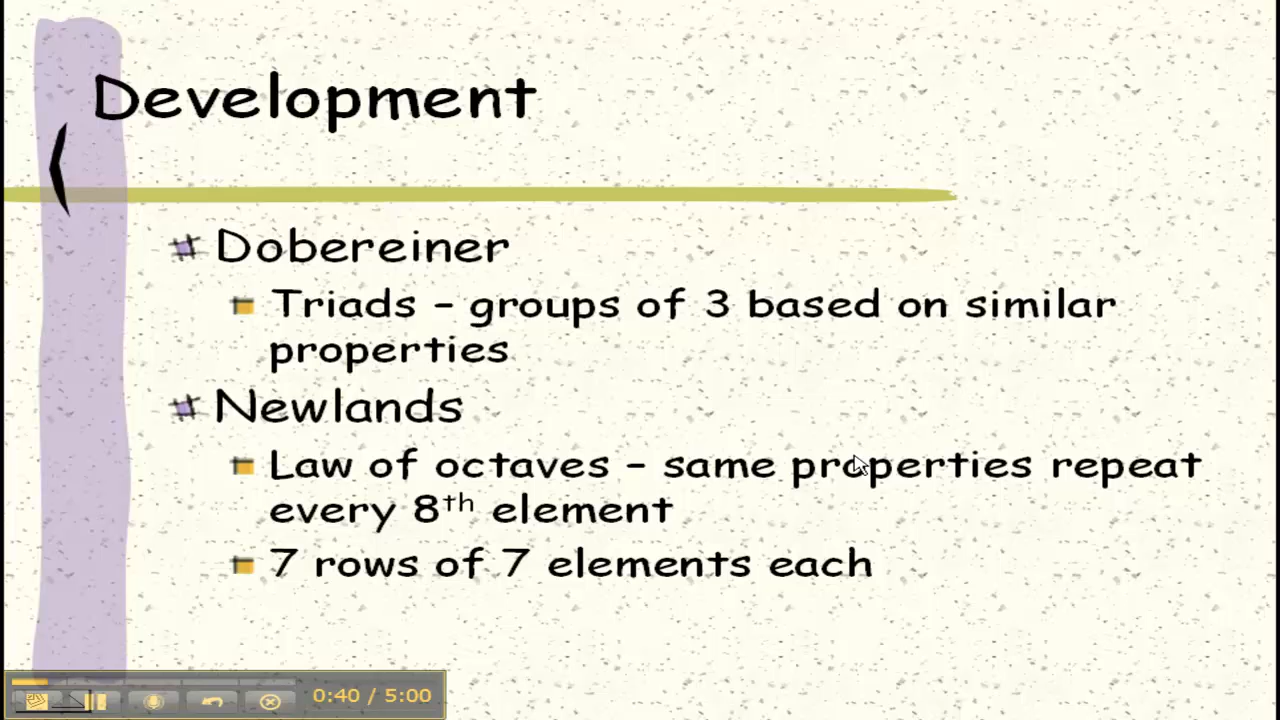 Development
Dobereiner
Triads – groups of 3 based on similar
properties
Newlands
Law of octaves – same properties repeat
every 8th element
7 rows of 7 elements each
0:40 / 5:00